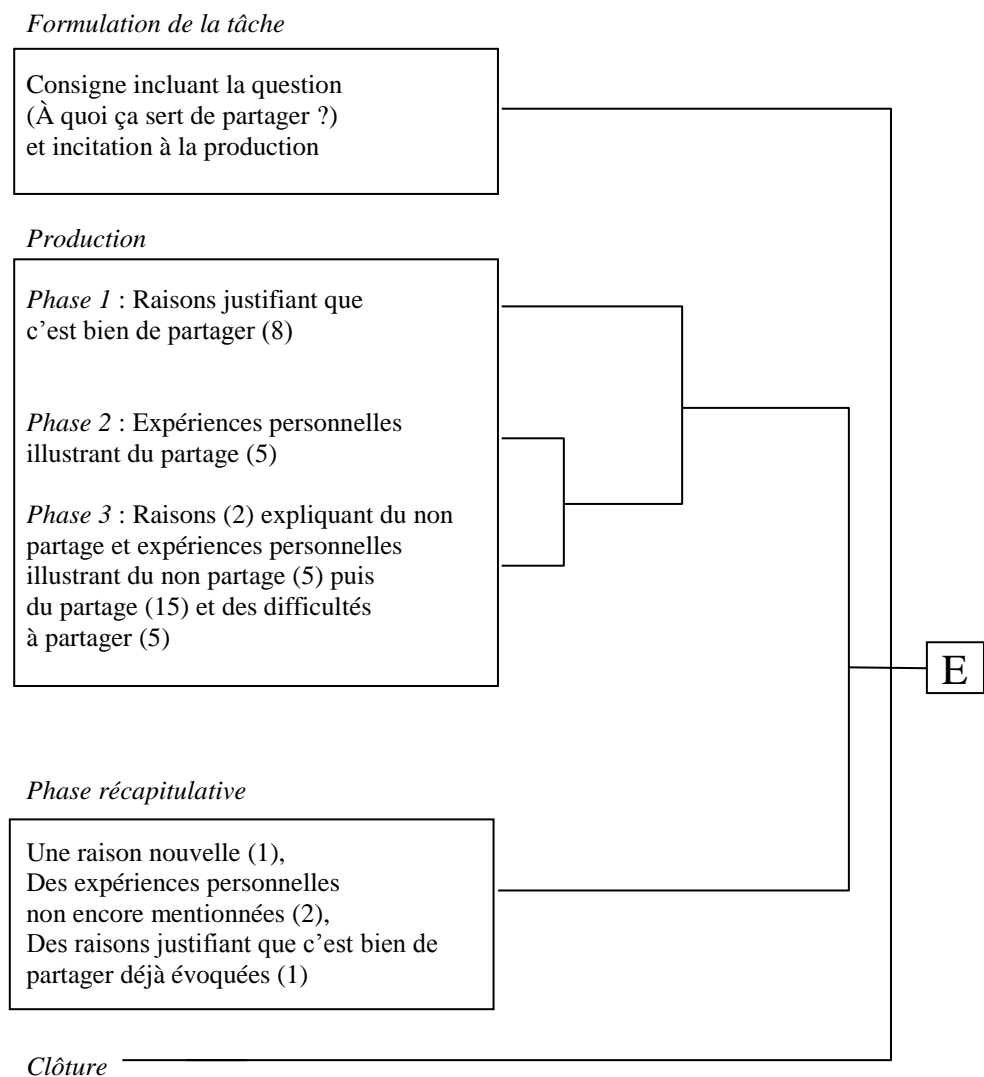 Formulation de la tâche
Consigne incluant la question
(À quoi ça sert de partager ?)
et incitation à la production
Production
Phase 1 : Raisons justifiant que
c’est bien de partager (8)
Phase 2 : Expériences personnelles
illustrant du partage (5)
Phase 3 : Raisons (2) expliquant du non
partage et expériences personnelles
illustrant du non partage (5) puis
du partage (15) et des difficultés
à partager (5)
E
Phase récapitulative
Une raison nouvelle (1),
Des expériences personnelles
non encore mentionnées (2),
Des raisons justifiant que c’est bien de
partager déjà évoquées (1)
Clôture